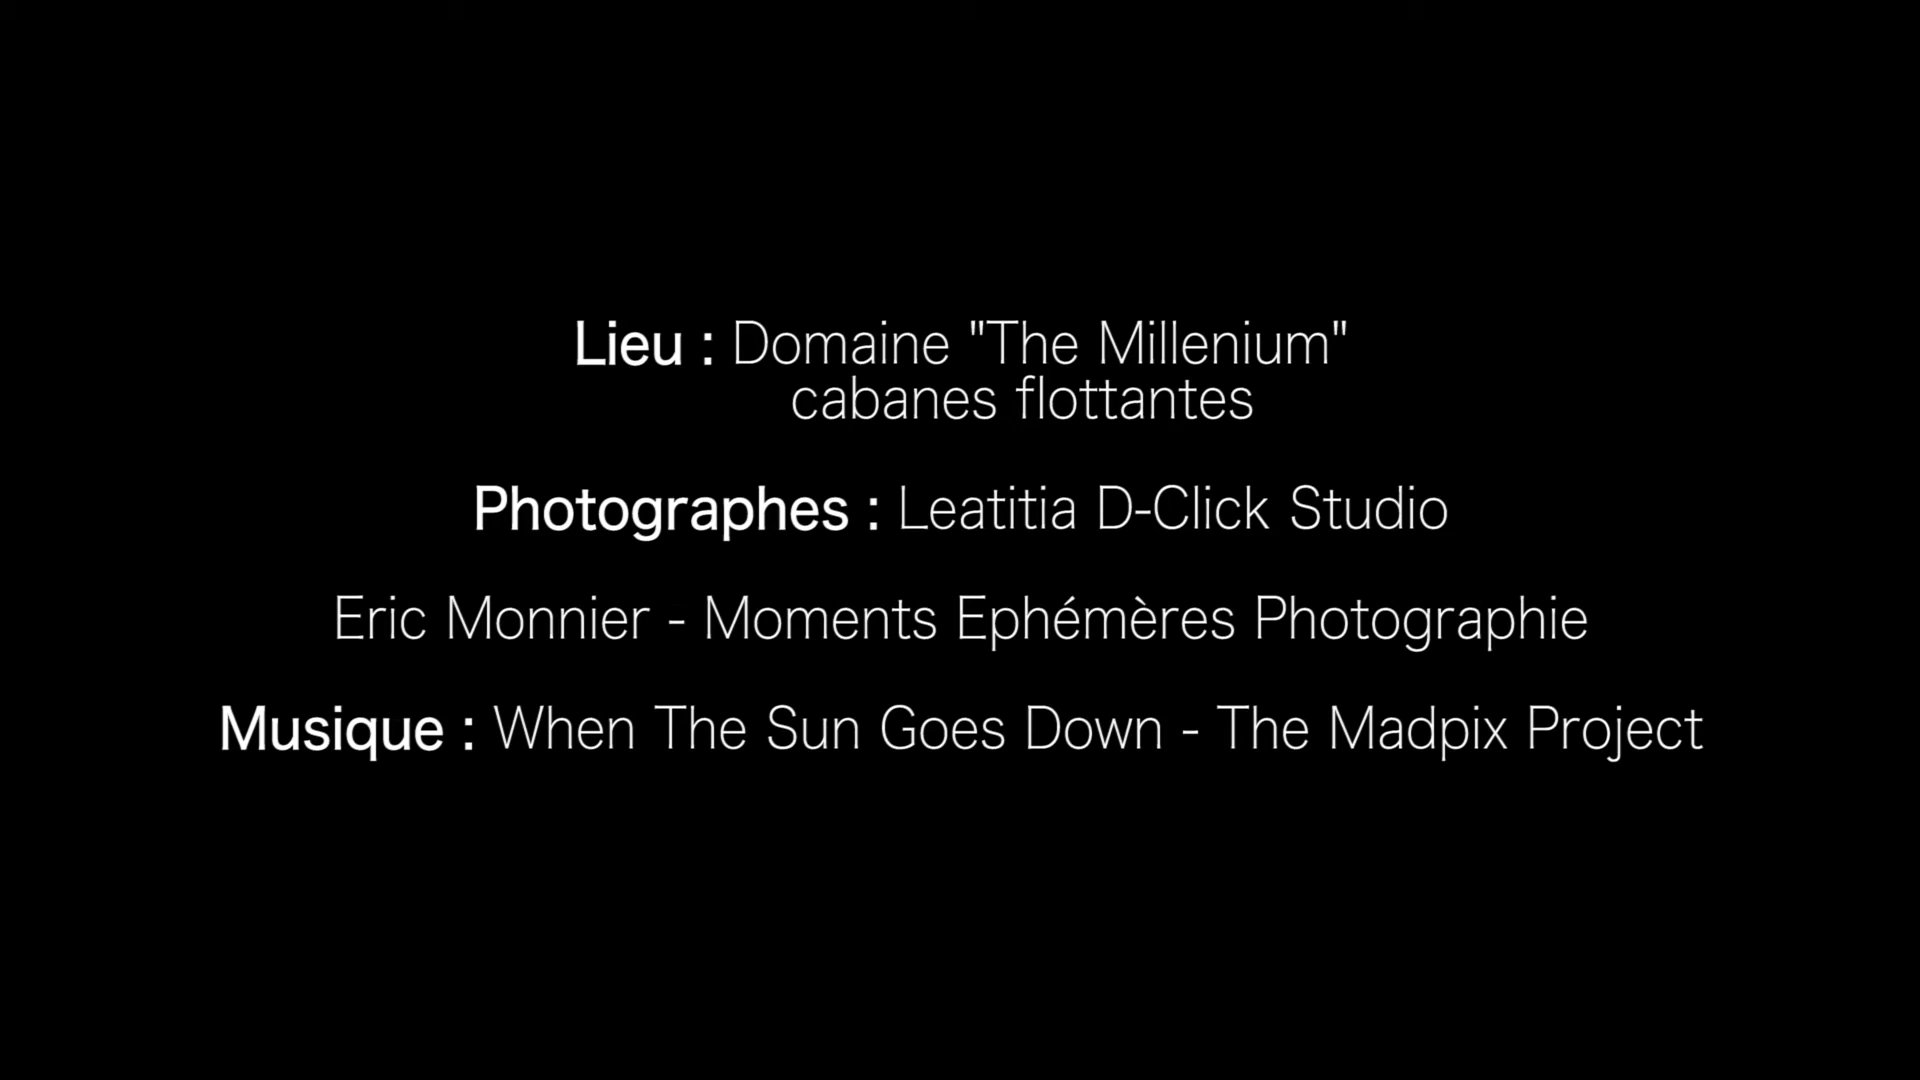 Lieu : Domaine "The Millenium"
cabanes flottantes
Photographes : Leatitia D-Click Studio
Eric Monnier - Moments Ephémères Photographie
Musique : When The Sun Goes Down - The Madpix Project